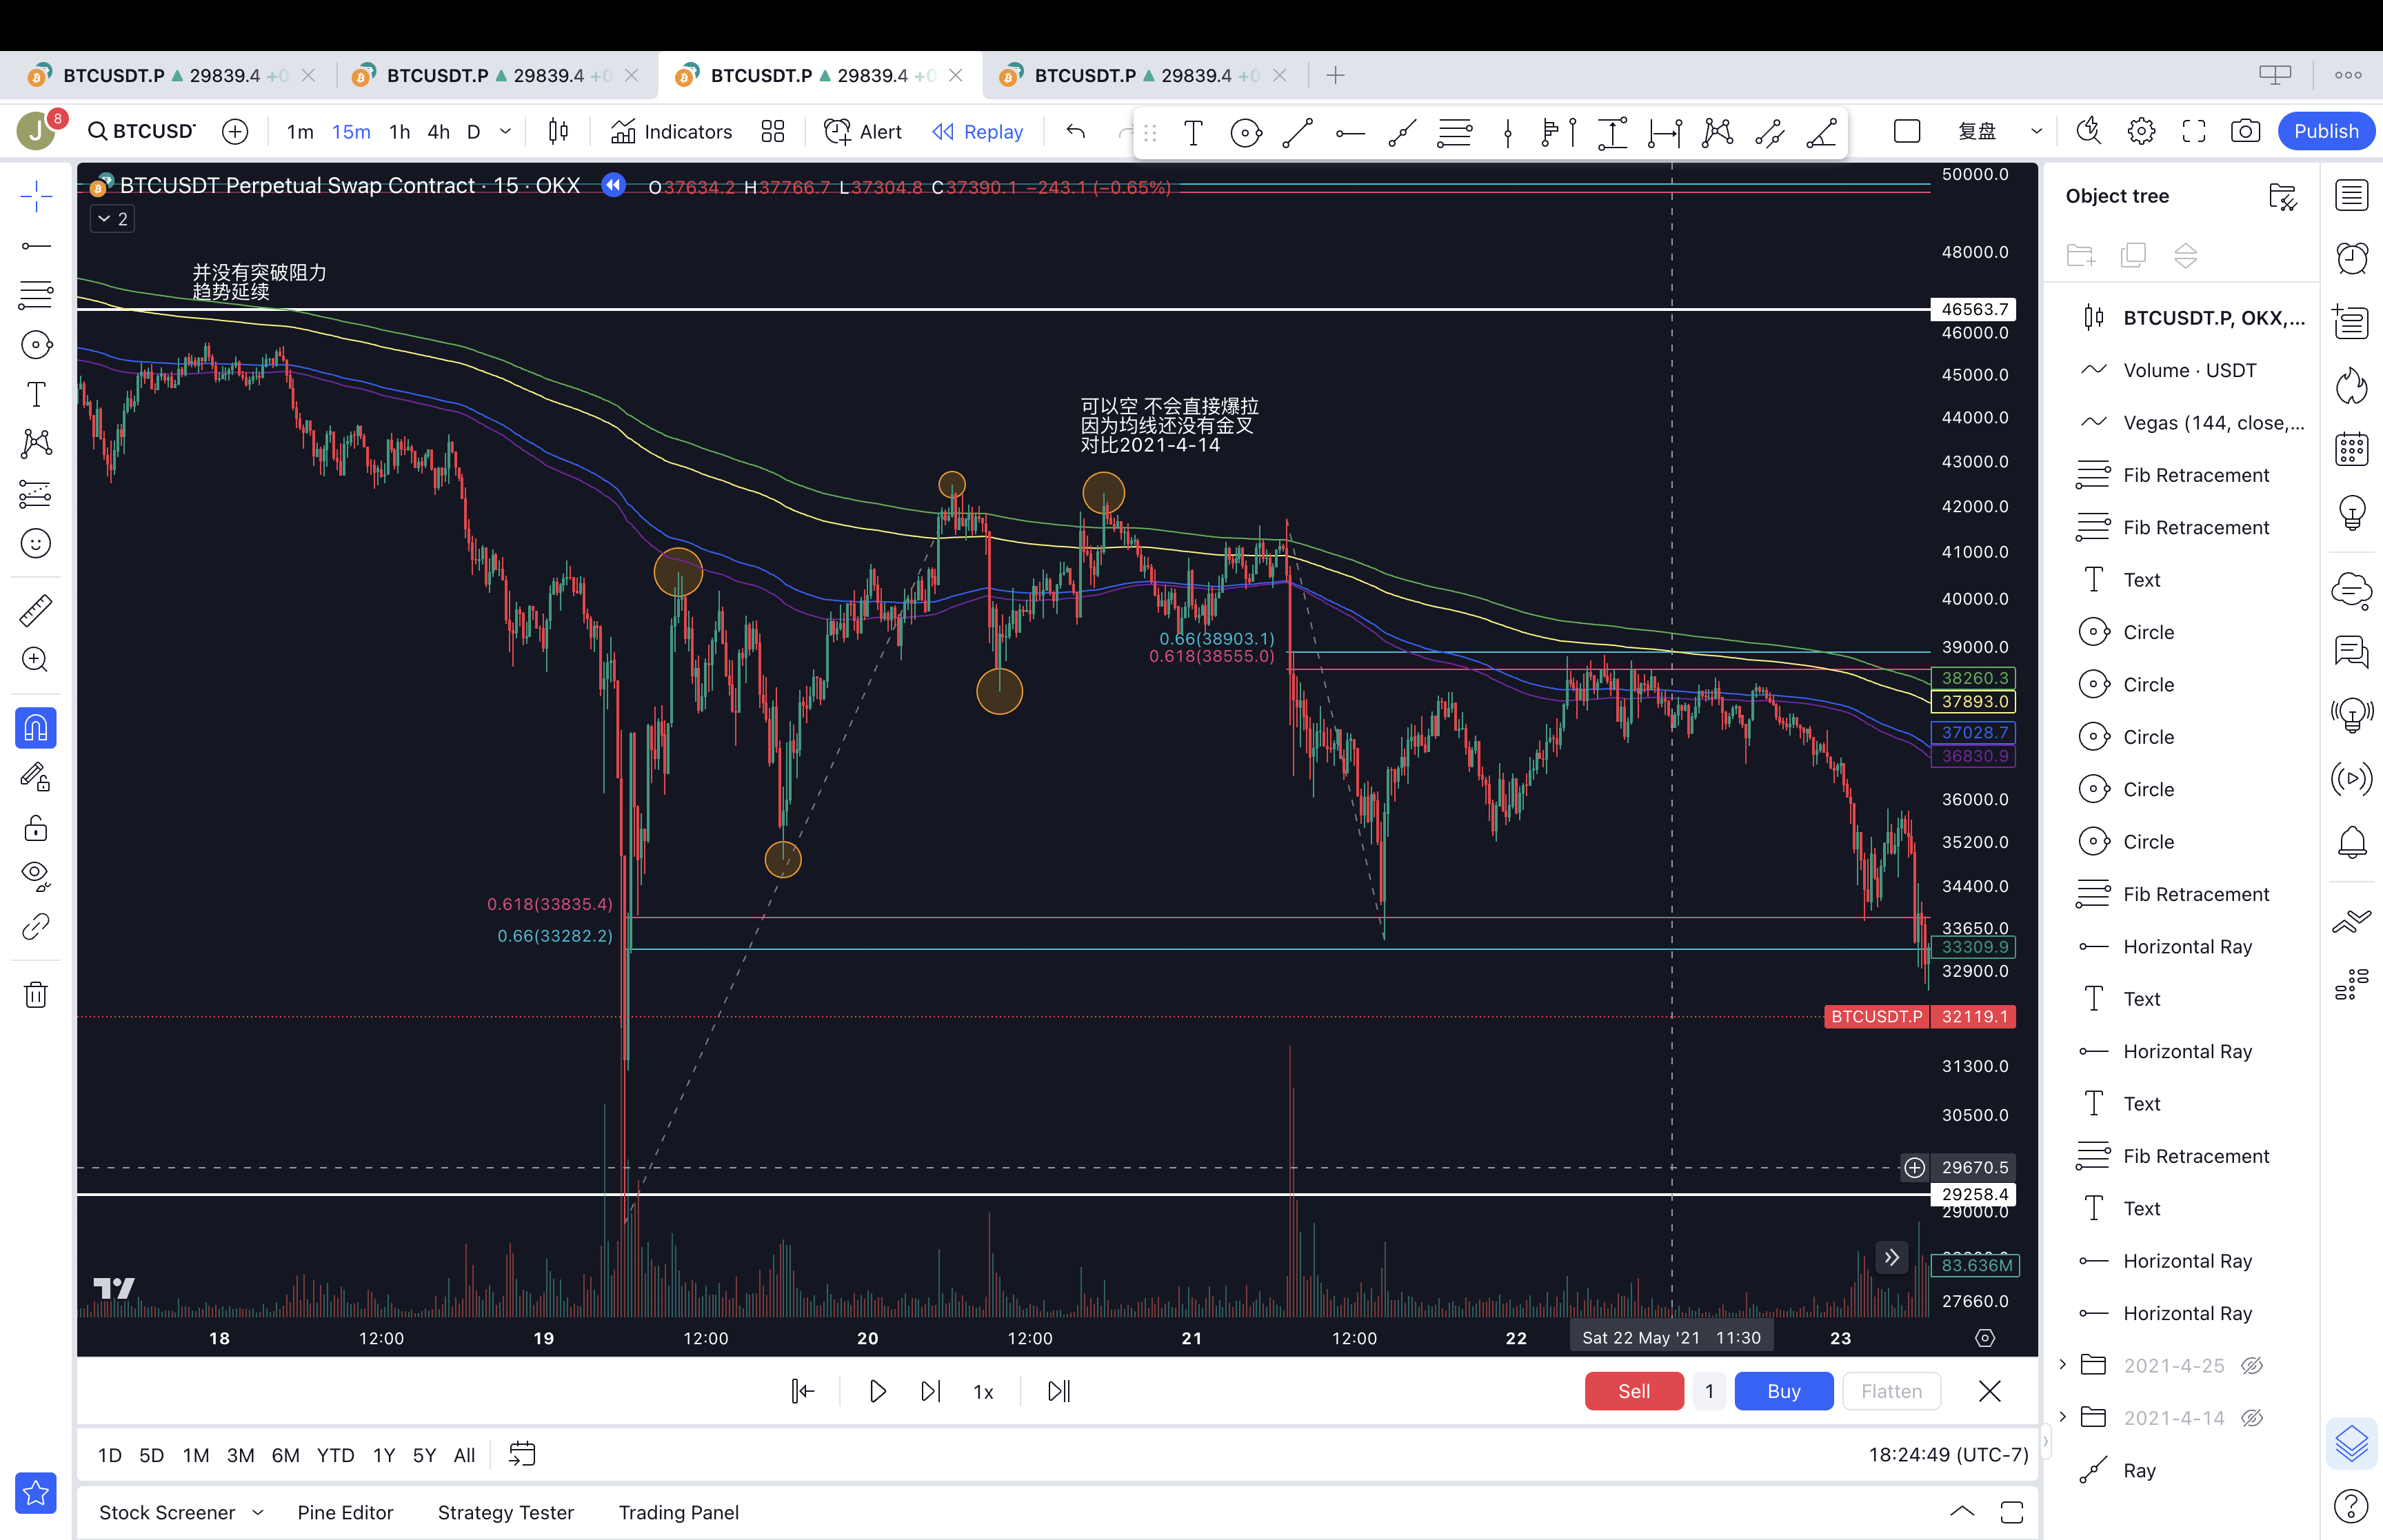 BTCUSDT.P ▲ 29839.4 +0
BTCUSDT.P ▲ 29839.4 +0
BTCUSDT.P ▲ 29839.4 +0
BTCUSDT.P ▲ 29839.4 +0
J 8
BTCUSDT
1m 15m 1h 4h D
Indicators
Alert
Replay
复盘
Publish
BTCUSDT Perpetual Swap Contract · 15 · OKX
O37634.2 H37766.7 L37304.8 C37390.1 −243.1 (−0.65%)
2
并没有突破阻力
趋势延续
可以空 不会直接爆拉
因为均线还没有金叉
对比2021-4-14
0.66(38903.1)
0.618(38555.0)
0.618(33835.4)
0.66(33282.2)
50000.0
48000.0
46563.7
46000.0
45000.0
44000.0
43000.0
42000.0
41000.0
40000.0
39000.0
38260.3
37893.0
37028.7
36830.9
36000.0
35200.0
34400.0
33650.0
33309.9
32900.0
BTCUSDT.P 32119.1
31300.0
30500.0
29670.5
29258.4
29000.0
83.636M
27660.0
18 12:00 19 12:00 20 12:00 21 12:00 22 Sat 22 May '21 11:30 23
1x
Sell 1 Buy Flatten
1D 5D 1M 3M 6M YTD 1Y 5Y All
18:24:49 (UTC-7)
Stock Screener Pine Editor Strategy Tester Trading Panel
Object tree
BTCUSDT.P, OKX,...
Volume · USDT
Vegas (144, close,...
Fib Retracement
Fib Retracement
Text
Circle
Circle
Circle
Circle
Circle
Fib Retracement
Horizontal Ray
Text
Horizontal Ray
Text
Fib Retracement
Text
Horizontal Ray
Horizontal Ray
2021-4-25
2021-4-14
Ray